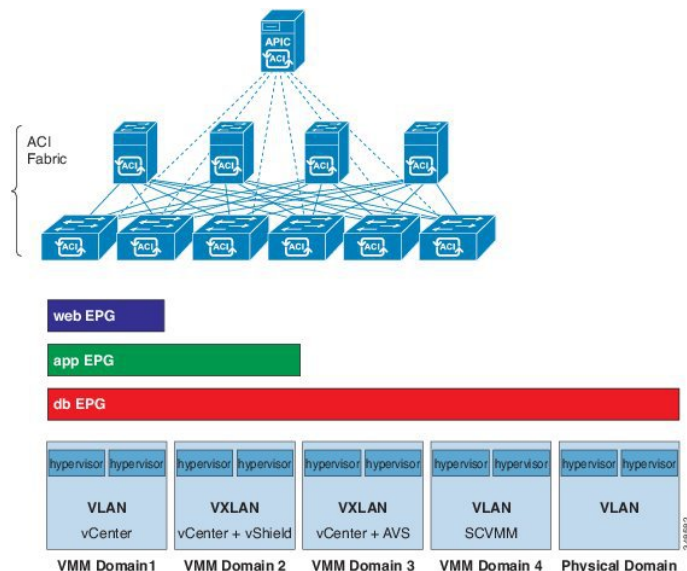 APIC
ACI
ACI
Fabric
ACI ACI ACI ACI
ACI ACI ACI ACI ACI ACI
web EPG
app EPG
db EPG
hypervisor hypervisor hypervisor hypervisor hypervisor hypervisor hypervisor hypervisor hypervisor hypervisor
VLAN VXLAN VXLAN VLAN VLAN
vCenter vCenter + vShield vCenter + AVS SCVMM
VMM Domain1 VMM Domain 2 VMM Domain 3 VMM Domain 4 Physical Domain